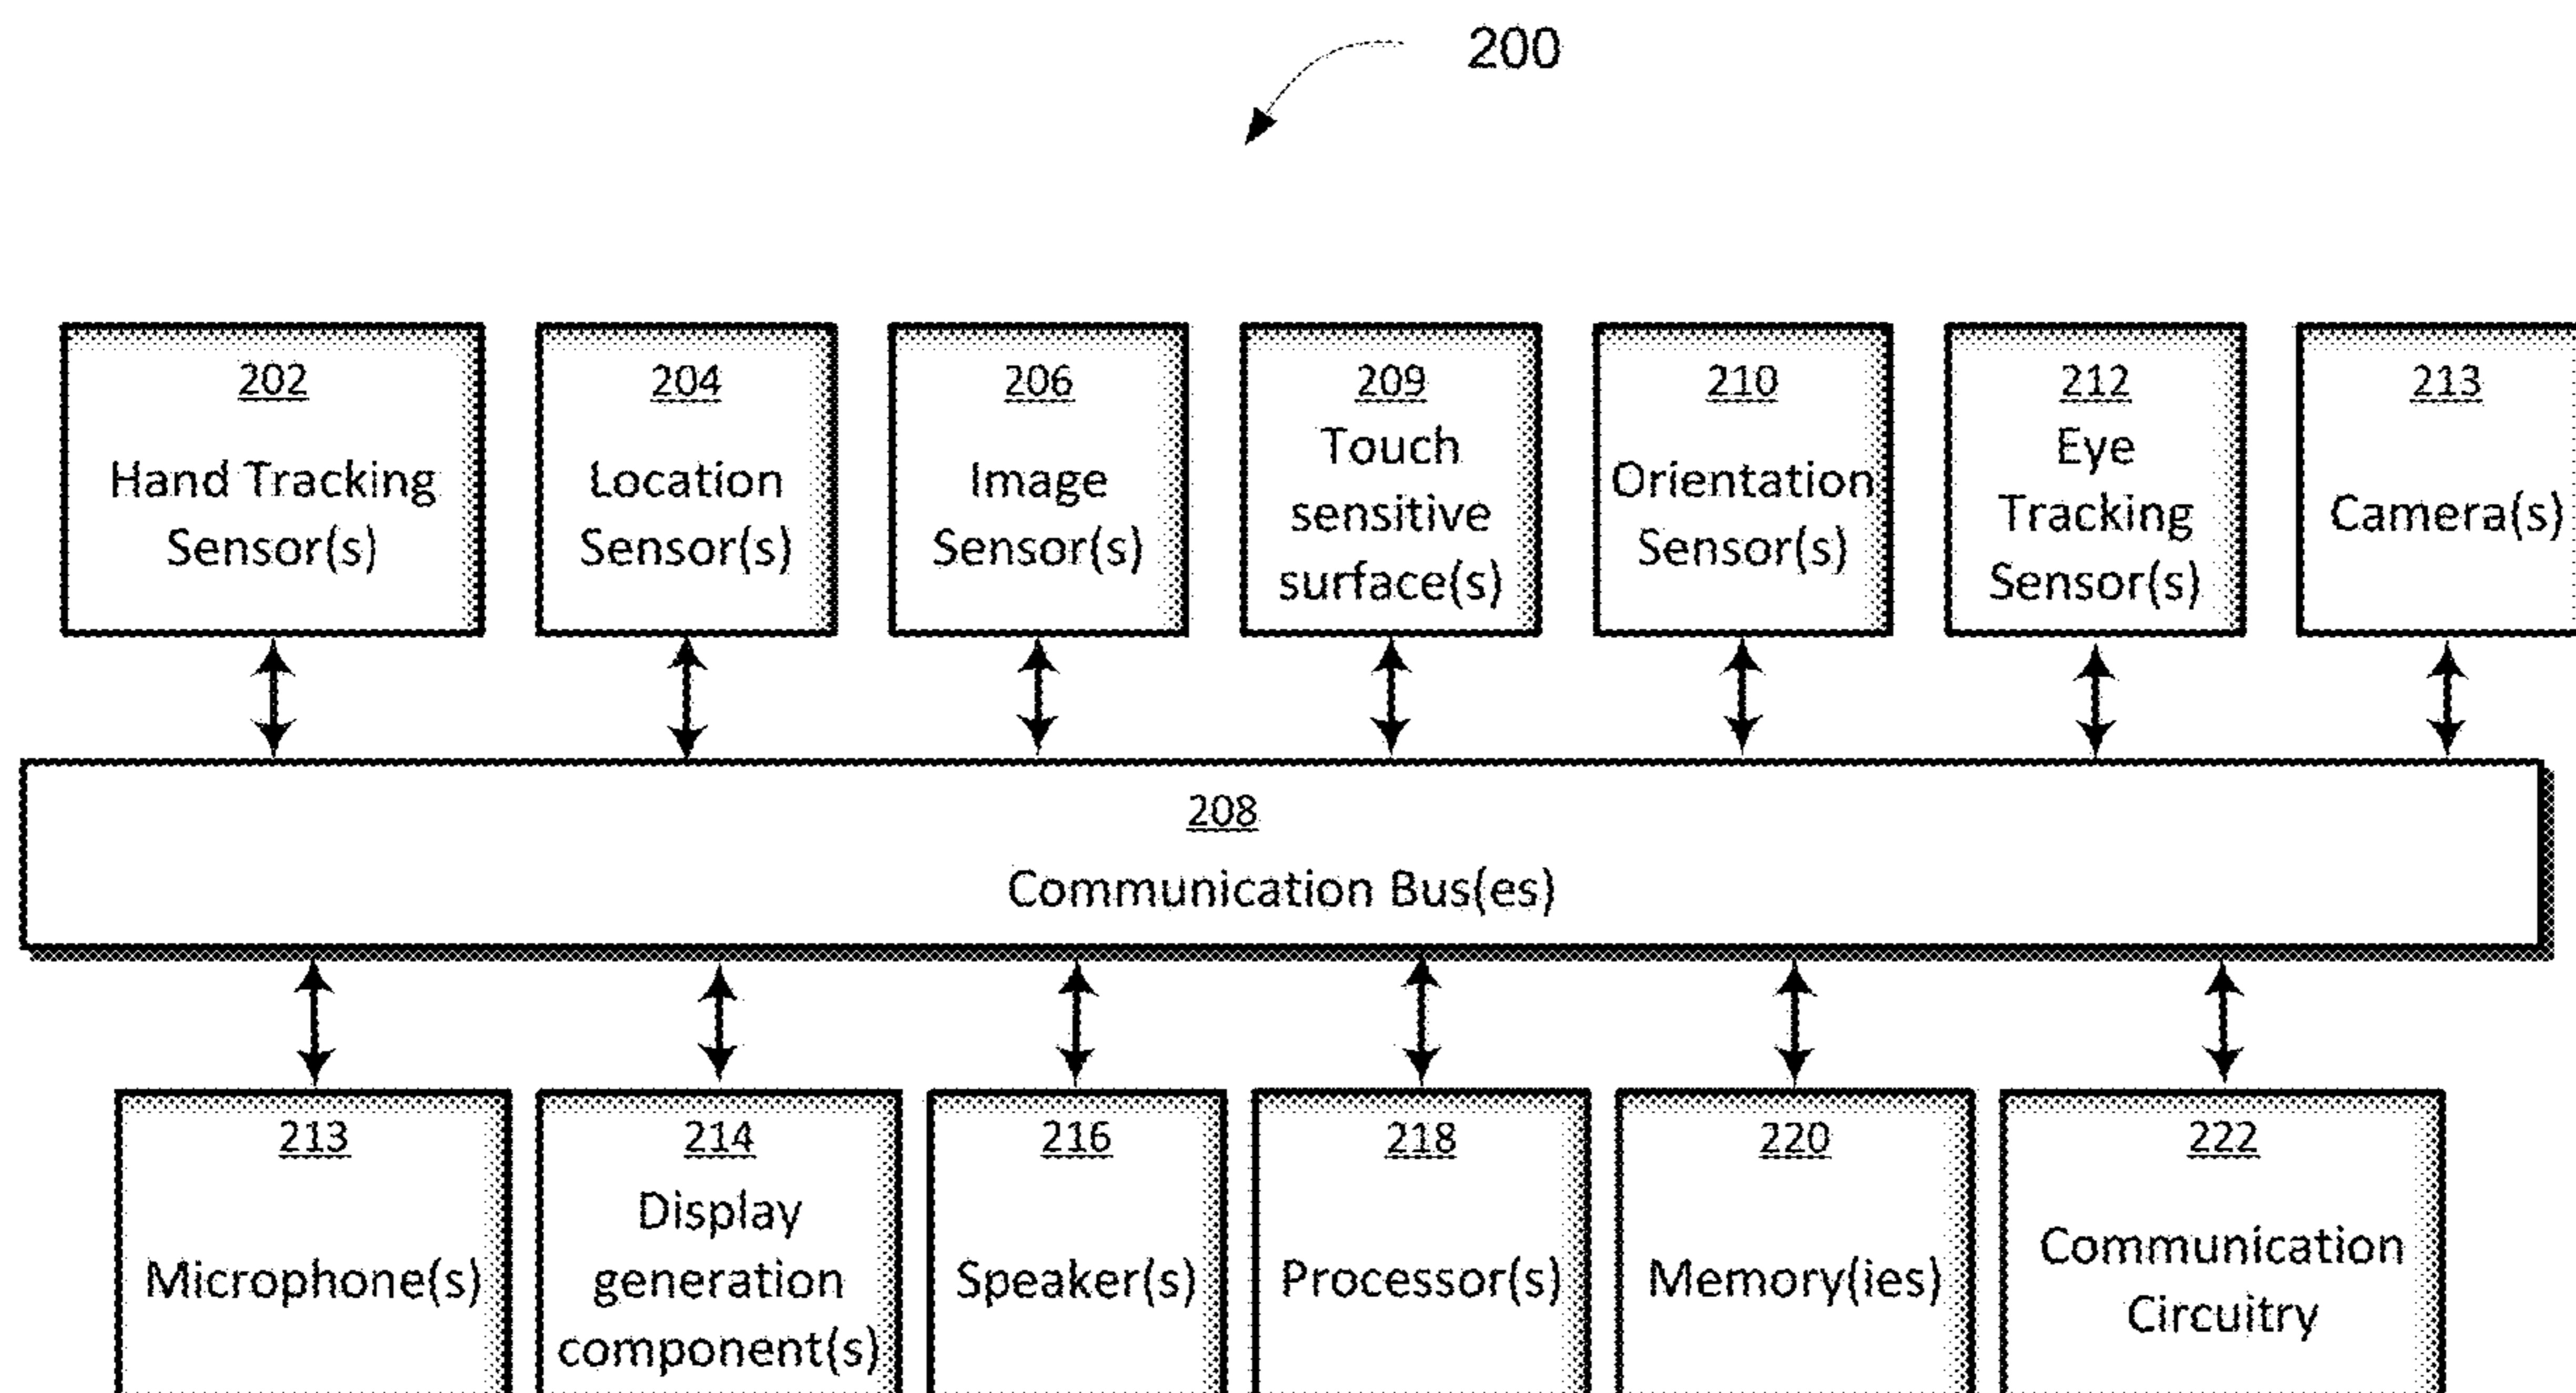 200
202
Hand Tracking
Sensor(s)
204
Location
Sensor(s)
206
Image
Sensor(s)
209
Touch
sensitive
surface(s)
210
Orientation
Sensor(s)
212
Eye
Tracking
Sensor(s)
213
Camera(s)
208
Communication Bus(es)
213
Microphone(s)
214
Display
generation
component(s)
216
Speaker(s)
218
Processor(s)
220
Memory(ies)
222
Communication
Circuitry